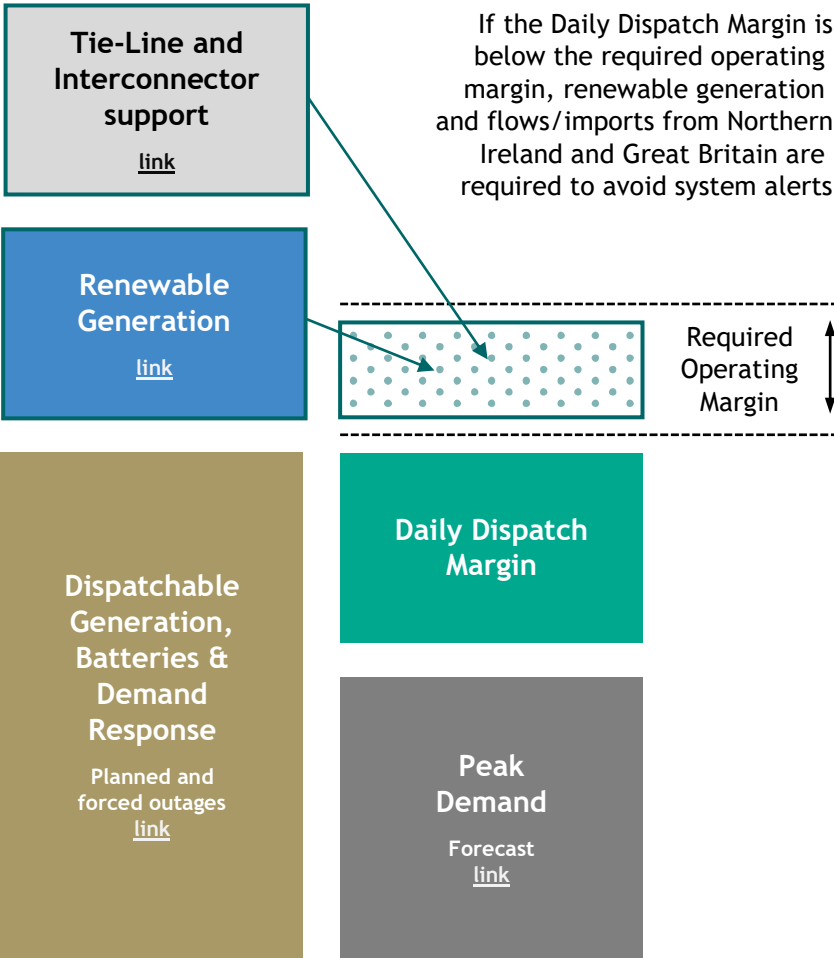 Tie-Line and
Interconnector
support
link
If the Daily Dispatch Margin is
below the required operating
margin, renewable generation
and flows/imports from Northern
Ireland and Great Britain are
required to avoid system alerts
Renewable
Generation
link
Required
Operating
Margin
Daily Dispatch
Margin
Dispatchable
Generation,
Batteries &
Demand
Response
Planned and
forced outages
link
Peak
Demand
Forecast
link